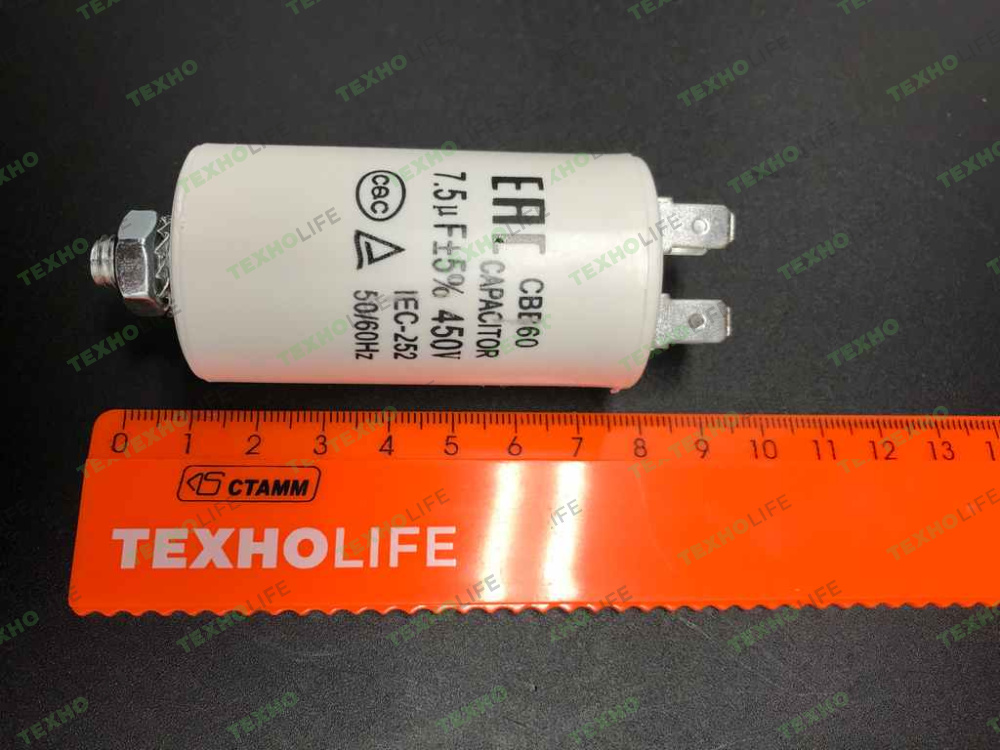 EAC CBB60
CAPACITOR
7.5µF±5% 450V
IEC-252
CQC 50/60Hz
0 1 2 3 4 5 6 7 8 9 10 11 12 13
СТАММ
ТЕХНОLIFE